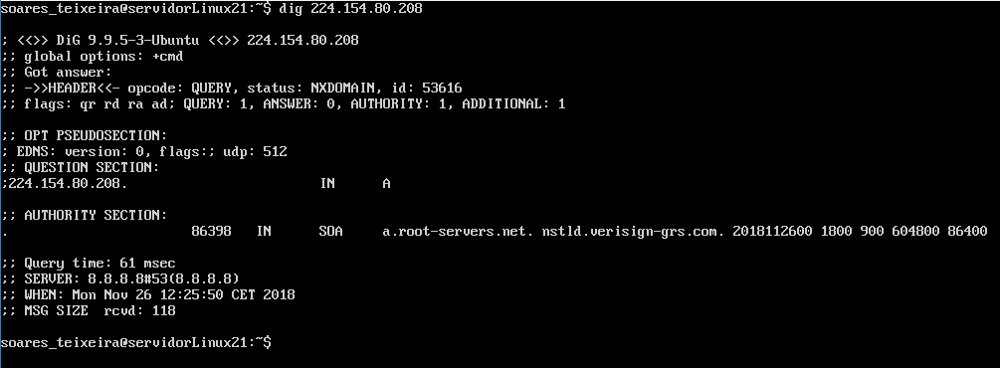 soares_teixeira@servidorLinux21:~$ dig 224.154.80.208
; <<>> DiG 9.9.5-3-Ubuntu <<>> 224.154.80.208
;; global options: +cmd
;; Got answer:
;; ->>HEADER<<- opcode: QUERY, status: NXDOMAIN, id: 53616
;; flags: qr rd ra ad; QUERY: 1, ANSWER: 0, AUTHORITY: 1, ADDITIONAL: 1
;; OPT PSEUDOSECTION:
; EDNS: version: 0, flags:; udp: 512
;; QUESTION SECTION:
;224.154.80.208. IN A
;; AUTHORITY SECTION:
. 86398 IN SOA a.root-servers.net. nstld.verisign-grs.com. 2018112600 1800 900 604800 86400
;; Query time: 61 msec
;; SERVER: 8.8.8.8#53(8.8.8.8)
;; WHEN: Mon Nov 26 12:25:50 CET 2018
;; MSG SIZE rcvd: 118
soares_teixeira@servidorLinux21:~$